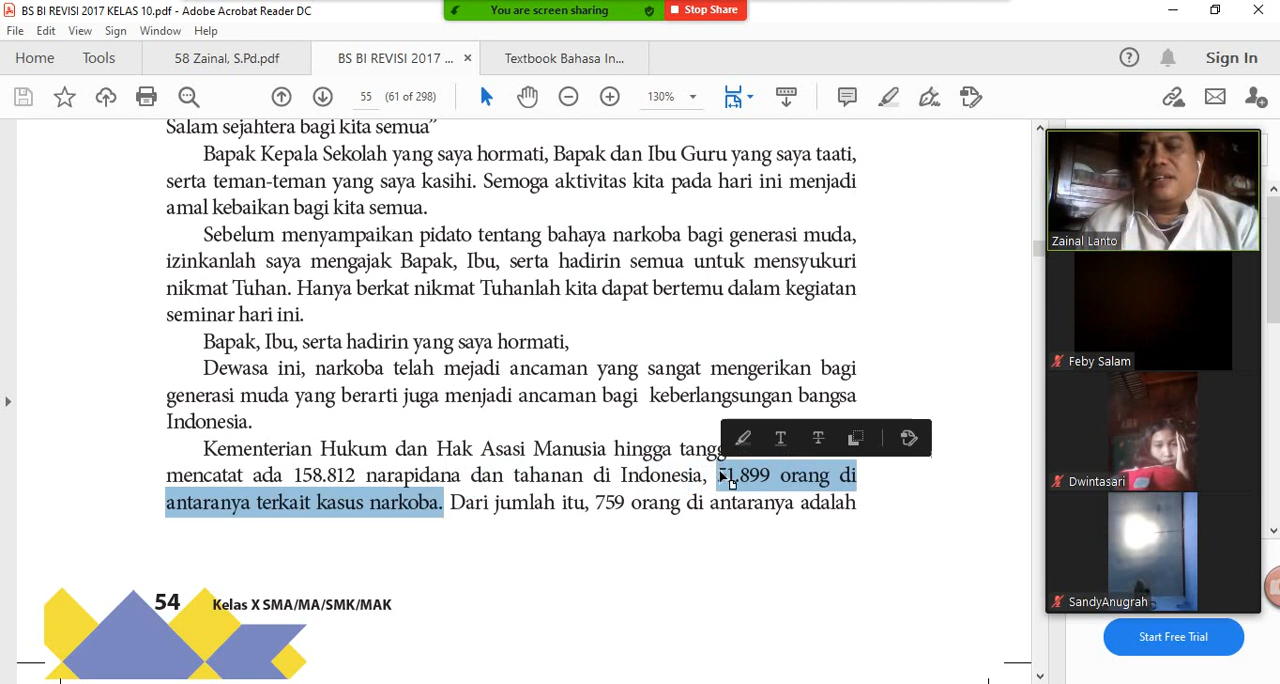 BS BI REVISI 2017 KELAS 10.pdf - Adobe Acrobat Reader DC
You are screen sharing
Stop Share
File Edit View Sign Window Help
Home Tools 58 Zainal, S.Pd.pdf BS BI REVISI 2017 ... × Textbook Bahasa In... Sign In
55 (61 of 298) 130%
Salam sejahtera bagi kita semua”
Bapak Kepala Sekolah yang saya hormati, Bapak dan Ibu Guru yang saya taati,
serta teman-teman yang saya kasihi. Semoga aktivitas kita pada hari ini menjadi
amal kebaikan bagi kita semua.
Sebelum menyampaikan pidato tentang bahaya narkoba bagi generasi muda,
izinkanlah saya mengajak Bapak, Ibu, serta hadirin semua untuk mensyukuri
nikmat Tuhan. Hanya berkat nikmat Tuhanlah kita dapat bertemu dalam kegiatan
seminar hari ini.
Bapak, Ibu, serta hadirin yang saya hormati,
Dewasa ini, narkoba telah mejadi ancaman yang sangat mengerikan bagi
generasi muda yang berarti juga menjadi ancaman bagi keberlangsungan bangsa
Indonesia.
Kementerian Hukum dan Hak Asasi Manusia hingga
mencatat ada 158.812 narapidana dan tahanan di Indonesia, orang di
antaranya terkait kasus narkoba. Dari jumlah itu, 759 orang di antaranya adalah
54 Kelas X SMA/MA/SMK/MAK
Zainal Lanto
Feby Salam
Dwintasari
SandyAnugrah
Start Free Trial